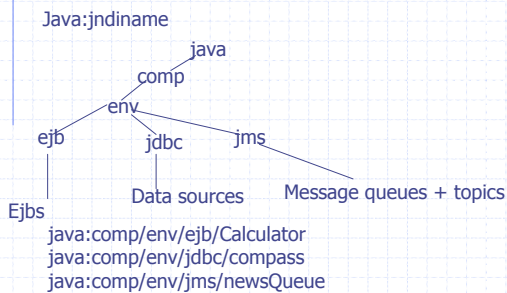 Java:jndiname
java
comp
env
ejb
jdbc
jms
Data sources
Message queues + topics
Ejbs
java:comp/env/ejb/Calculator
java:comp/env/jdbc/compass
java:comp/env/jms/newsQueue